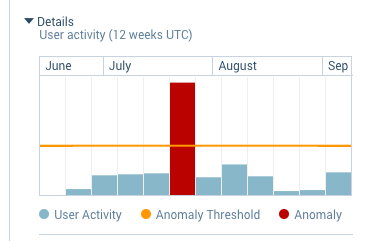 Details
User activity (12 weeks UTC)
June July August Sep
User Activity Anomaly Threshold Anomaly